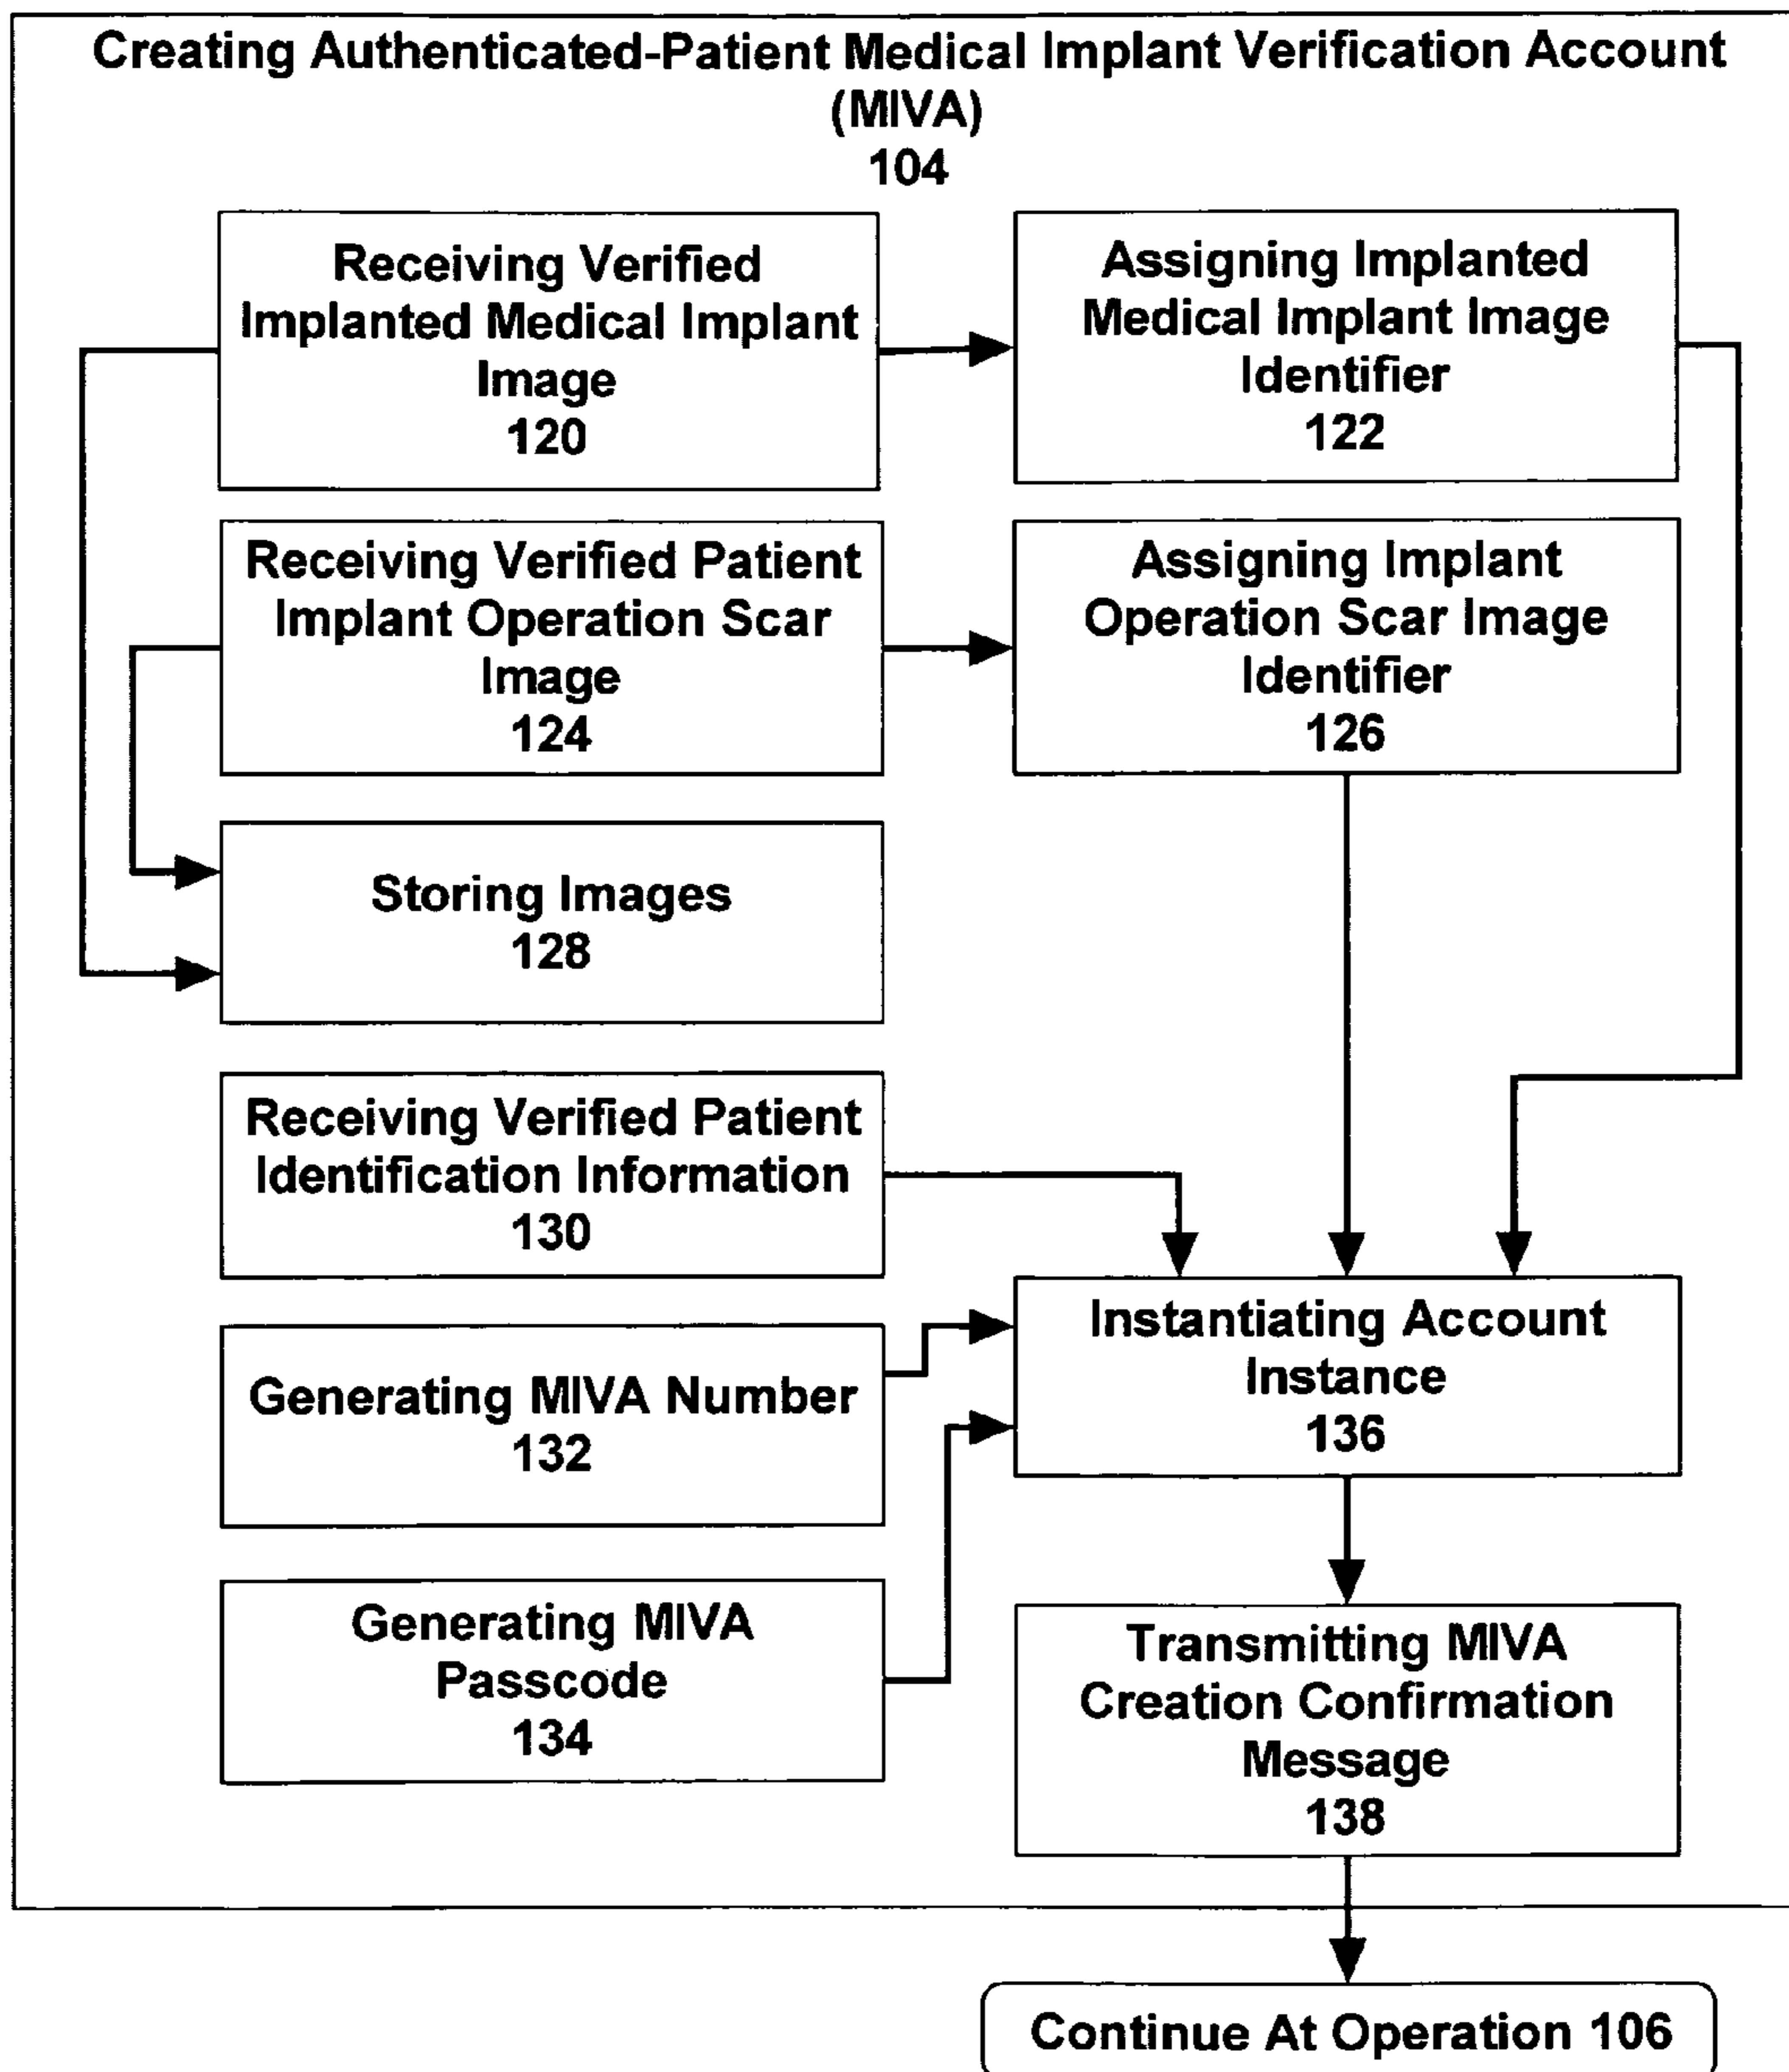 Creating Authenticated-Patient Medical Implant Verification Account
(MIVA)
104
Receiving Verified
Implanted Medical Implant
Image
120
Assigning Implanted
Medical Implant Image
Identifier
122
Receiving Verified Patient
Implant Operation Scar
Image
124
Assigning Implant
Operation Scar Image
Identifier
126
Storing Images
128
Receiving Verified Patient
Identification Information
130
Generating MIVA Number
132
Instantiating Account
Instance
136
Generating MIVA
Passcode
134
Transmitting MIVA
Creation Confirmation
Message
138
Continue At Operation 106